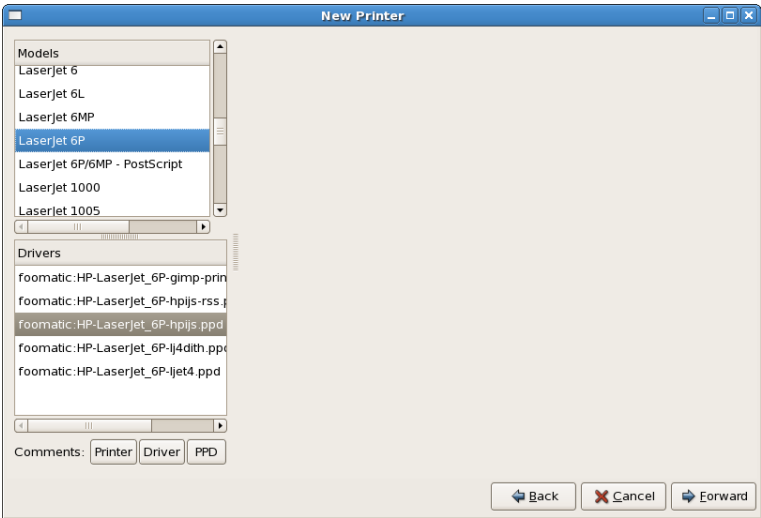 New Printer
Models
LaserJet 6
LaserJet 6L
LaserJet 6MP
LaserJet 6P
LaserJet 6P/6MP - PostScript
LaserJet 1000
LaserJet 1005
Drivers
foomatic:HP-LaserJet_6P-gimp-prin
foomatic:HP-LaserJet_6P-hpijs-rss.p
foomatic:HP-LaserJet_6P-hpijs.ppd
foomatic:HP-LaserJet_6P-lj4dith.ppd
foomatic:HP-LaserJet_6P-ljet4.ppd
Comments: Printer Driver PPD
Back Cancel Forward